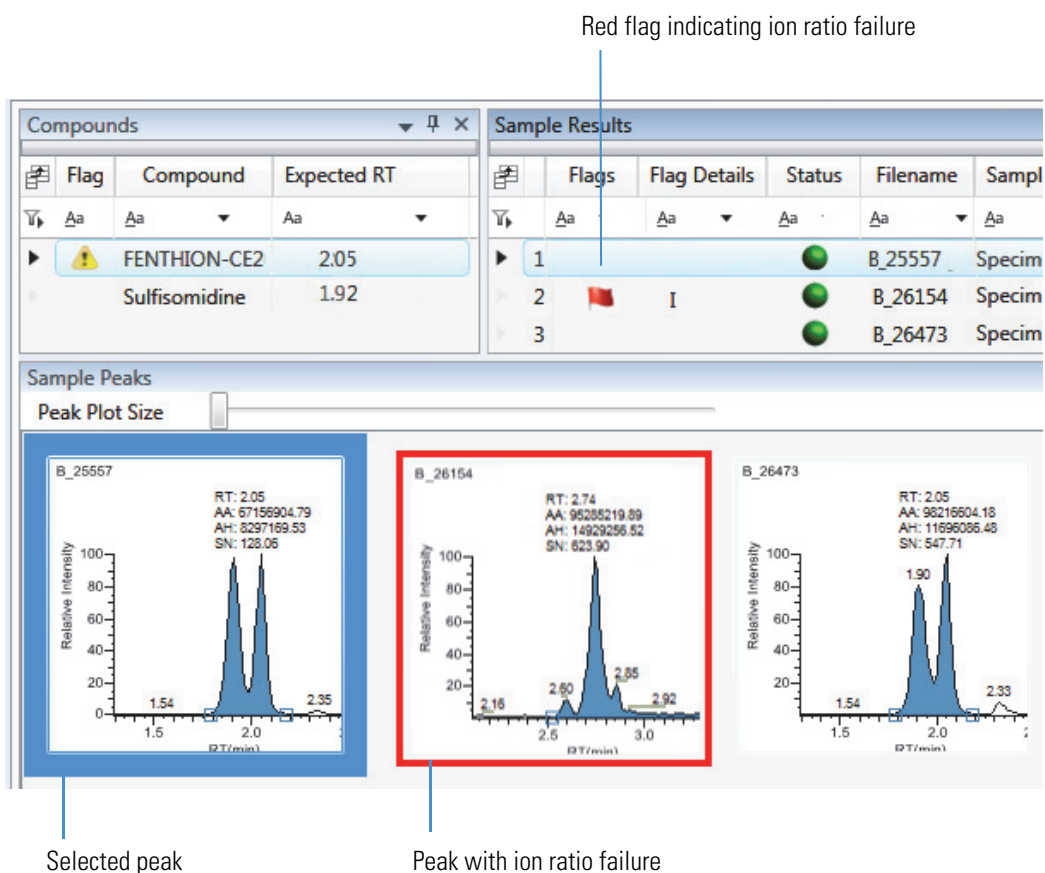 Red flag indicating ion ratio failure
Compounds
Flag Compound Expected RT
Aa Aa Aa
FENTHION-CE2 2.05
Sulfisomidine 1.92
Sample Results
Flags Flag Details Status Filename Sampl
Aa Aa Aa Aa Aa
1 B_25557 Specim
2 I B_26154 Specim
3 B_26473 Specim
Sample Peaks
Peak Plot Size
B_25557
RT: 2.05
AA: 67156904.79
AH: 8297169.53
SN: 128.06
Relative Intensity
100
80
60
40
20
0
1.54 2.35
1.5 2.0
RT(min)
B_26154
RT: 2.74
AA: 95285219.89
AH: 14929256.52
SN: 623.90
Relative Intensity
100
80
60
40
20
2.16 2.60 2.85 2.92
2.5 3.0
RT(min)
B_26473
RT: 2.05
AA: 98216604.18
AH: 11696086.48
SN: 547.71
Relative Intensity
100
80
60
40
20
1.90
1.54 2.33
1.5 2.0
RT(min)
Selected peak
Peak with ion ratio failure